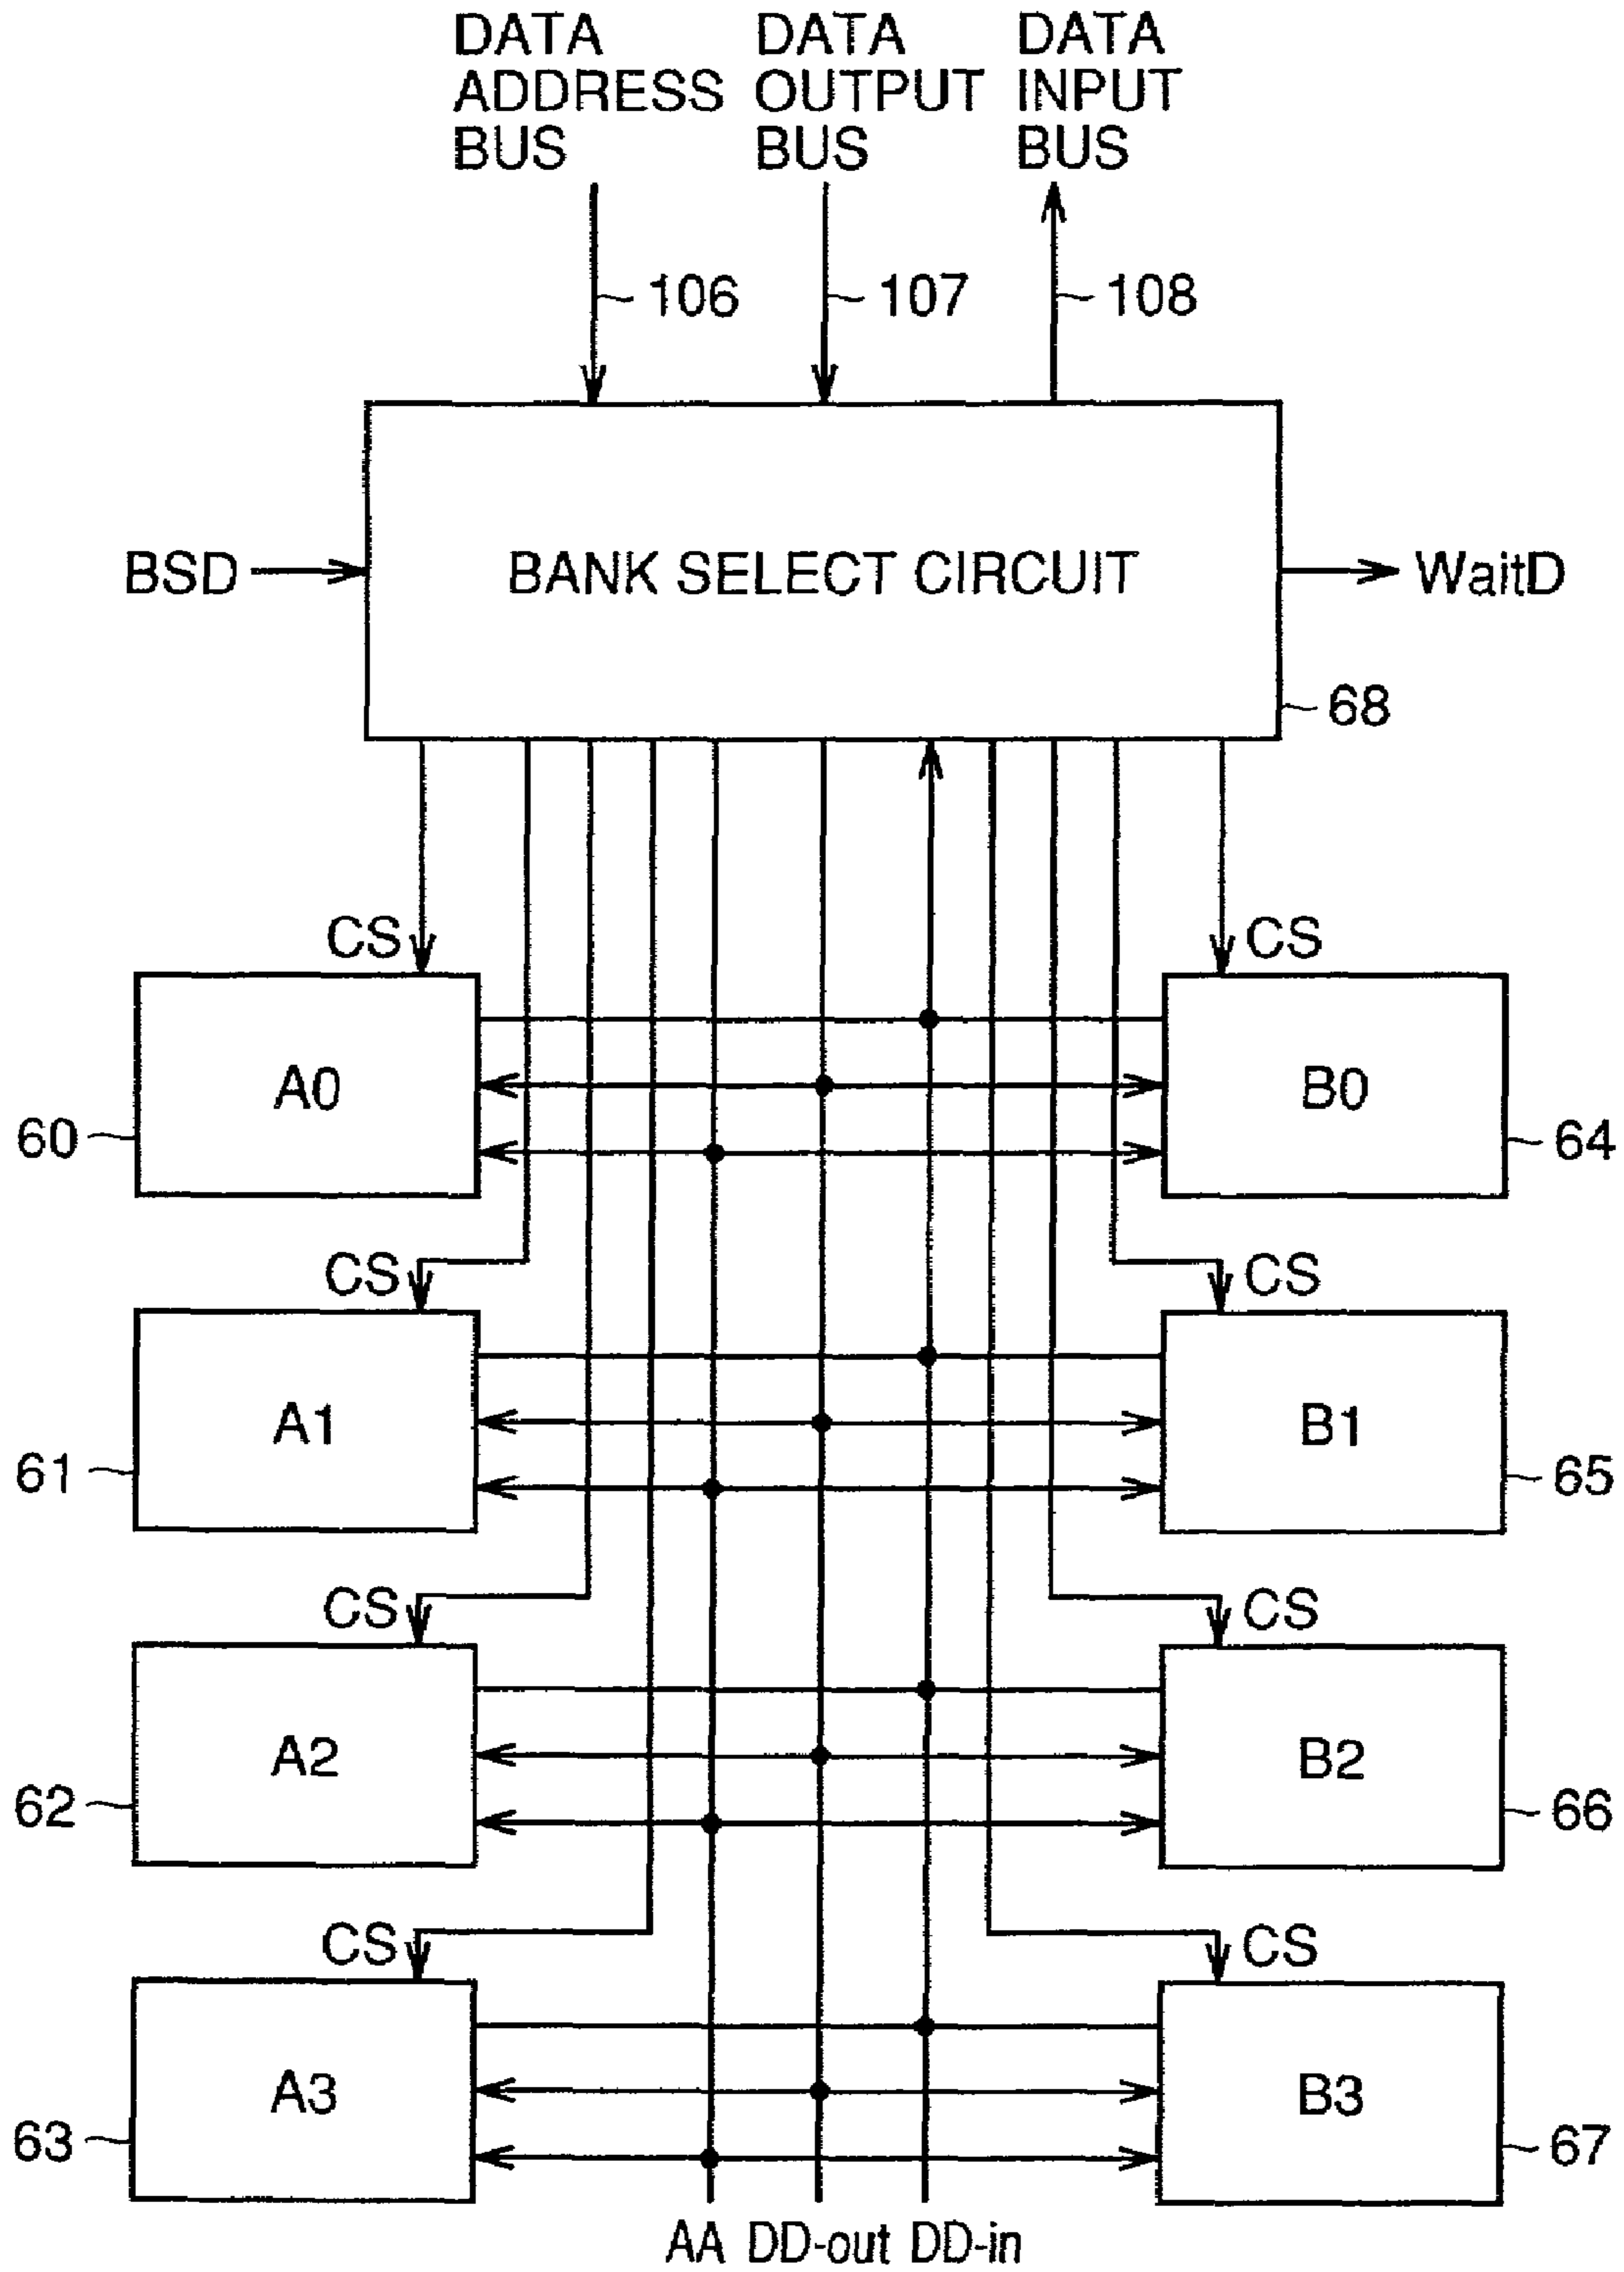 DATA ADDRESS BUS
DATA OUTPUT BUS
DATA INPUT BUS
106
107
108
BSD
BANK SELECT CIRCUIT
WaitD
68
CS
CS
A0
B0
60
64
CS
CS
A1
B1
61
65
CS
CS
A2
B2
62
66
CS
CS
A3
B3
63
67
AA DD-out DD-in